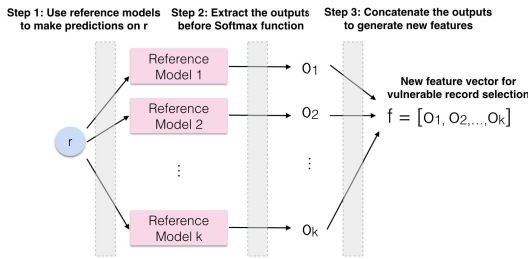 Step 1: Use reference models
to make predictions on r
Step 2: Extract the outputs
before Softmax function
Step 3: Concatenate the outputs
to generate new features
r
Reference
Model 1
Reference
Model 2
⋮
Reference
Model k
O1
O2
⋮
Ok
New feature vector for
vulnerable record selection
f = [O1, O2,...,Ok]